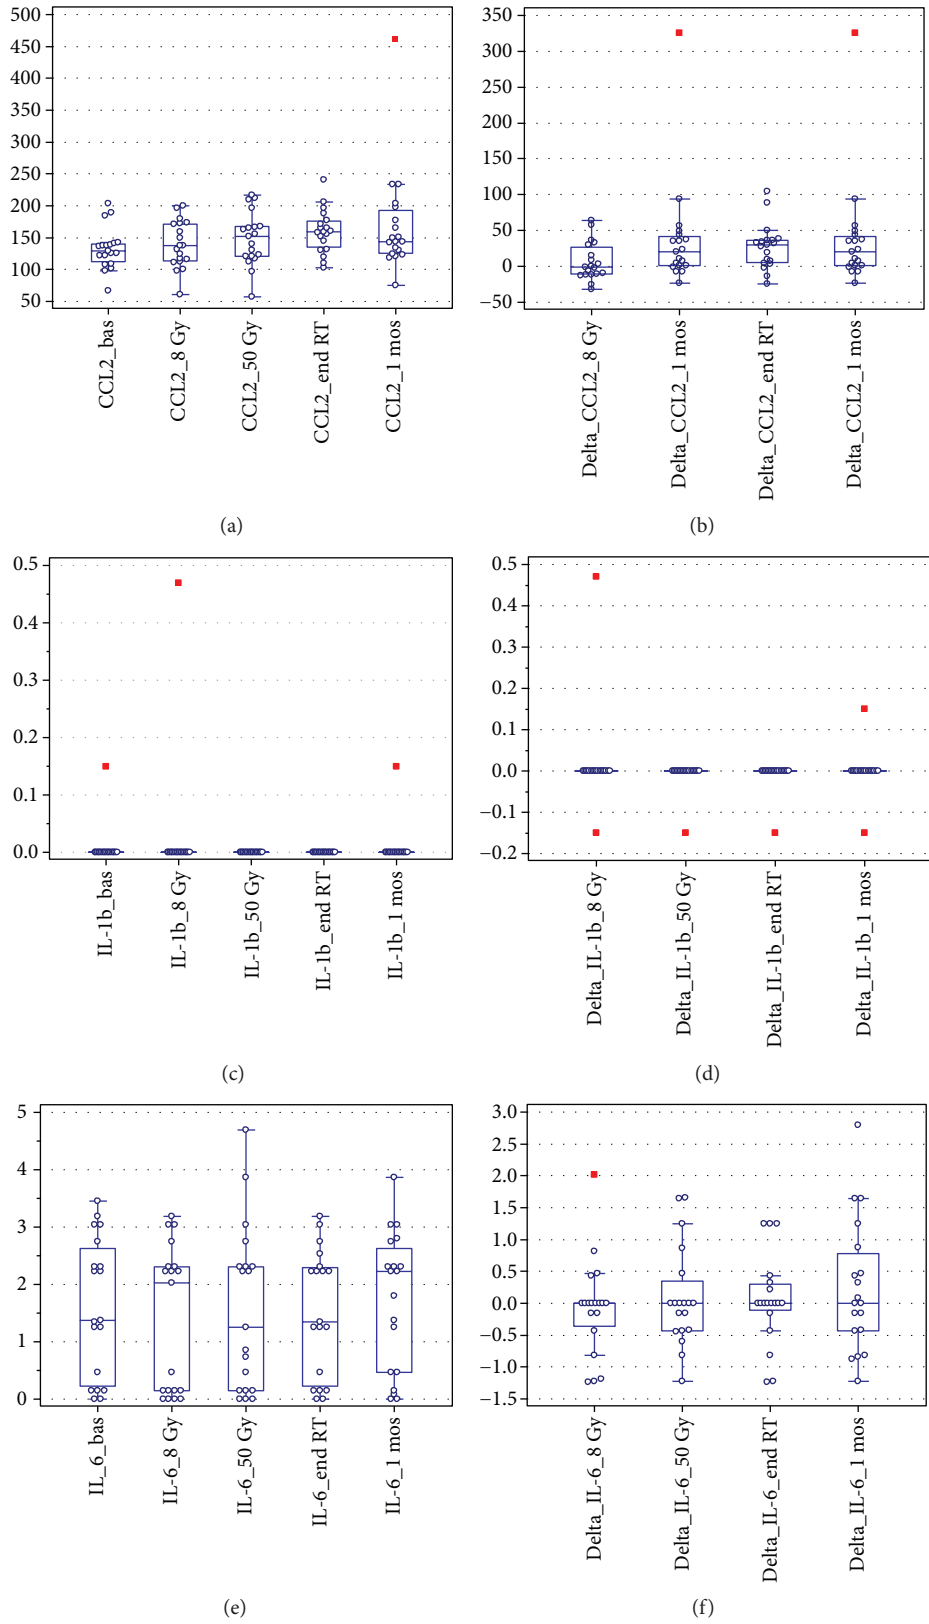 500
450
400
350
300
250
200
150
100
50
CCL2_bas
CCL2_8 Gy
CCL2_50 Gy
CCL2_end RT
CCL2_1 mos
(a)
350
300
250
200
150
100
50
0
−50
Delta_CCL2_8 Gy
Delta_CCL2_1 mos
Delta_CCL2_end RT
Delta_CCL2_1 mos
(b)
0.5
0.4
0.3
0.2
0.1
0.0
IL-1b_bas
IL-1b_8 Gy
IL-1b_50 Gy
IL-1b_end RT
IL-1b_1 mos
(c)
0.5
0.4
0.3
0.2
0.1
0.0
−0.1
−0.2
Delta_IL-1b_8 Gy
Delta_IL-1b_50 Gy
Delta_IL-1b_end RT
Delta_IL-1b_1 mos
(d)
5
4
3
2
1
0
IL_6_bas
IL-6_8 Gy
IL-6_50 Gy
IL-6_end RT
IL-6_1 mos
(e)
3.0
2.5
2.0
1.5
1.0
0.5
0.0
−0.5
−1.0
−1.5
Delta_IL-6_8 Gy
Delta_IL-6_50 Gy
Delta_IL-6_end RT
Delta_IL-6_1 mos
(f)